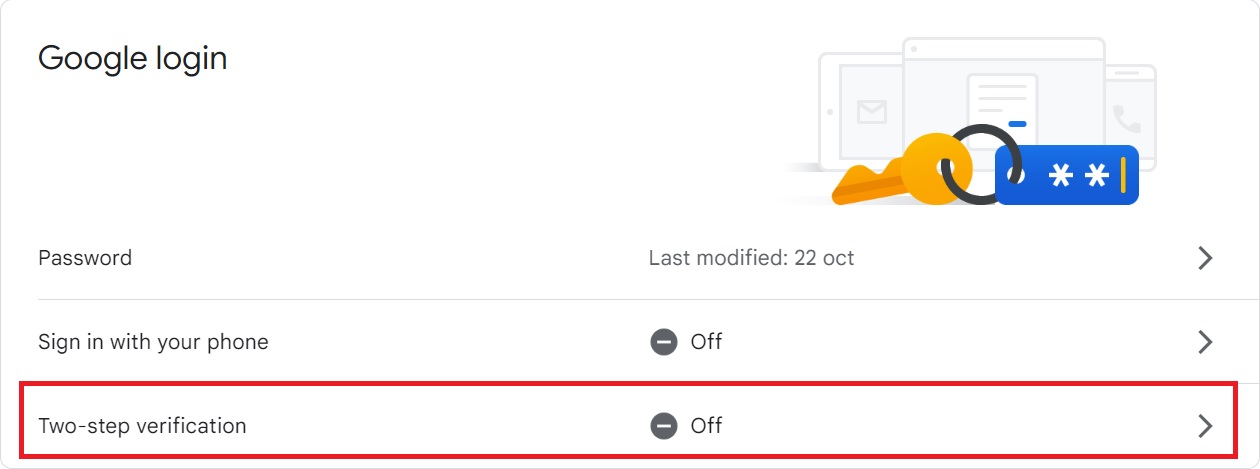 Google login
* *
Password Last modified: 22 oct
Sign in with your phone Off
Two-step verification Off